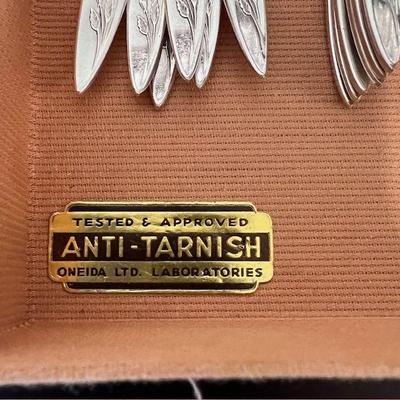 TESTED & APPROVED
ANTI-TARNISH
ONEIDA LTD. LABORATORIES